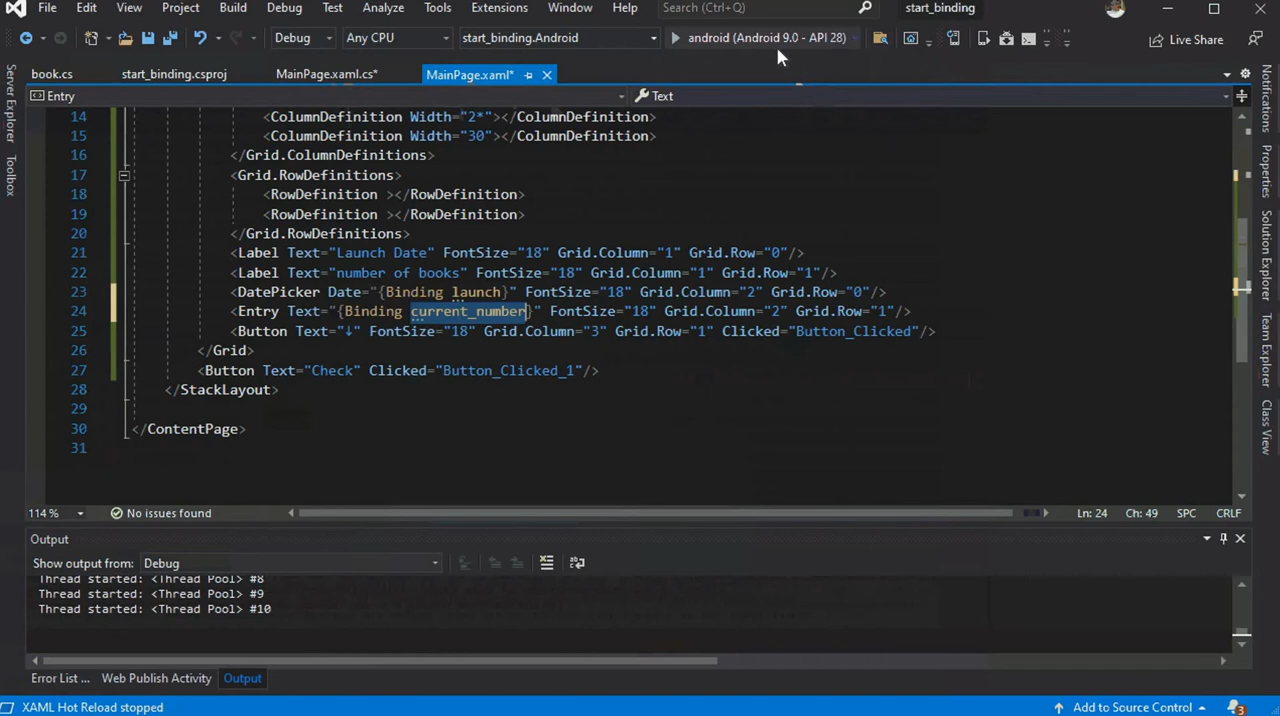 File Edit View Project Build Debug Test Analyze Tools Extensions Window Help Search (Ctrl+Q) start_binding
Debug Any CPU start_binding.Android android (Android 9.0 - API 28) Live Share
book.cs start_binding.csproj MainPage.xaml.cs* MainPage.xaml*
Entry Text
14 <ColumnDefinition Width="2*"></ColumnDefinition>
15 <ColumnDefinition Width="30"></ColumnDefinition>
16 </Grid.ColumnDefinitions>
17 <Grid.RowDefinitions>
18 <RowDefinition ></RowDefinition>
19 <RowDefinition ></RowDefinition>
20 </Grid.RowDefinitions>
21 <Label Text="Launch Date" FontSize="18" Grid.Column="1" Grid.Row="0"/>
22 <Label Text="number of books" FontSize="18" Grid.Column="1" Grid.Row="1"/>
23 <DatePicker Date="{Binding launch}" FontSize="18" Grid.Column="2" Grid.Row="0"/>
24 <Entry Text="{Binding current_number}" FontSize="18" Grid.Column="2" Grid.Row="1"/>
25 <Button Text="↓" FontSize="18" Grid.Column="3" Grid.Row="1" Clicked="Button_Clicked"/>
26 </Grid>
27 <Button Text="Check" Clicked="Button_Clicked_1"/>
28 </StackLayout>
29
30 </ContentPage>
31
114 % No issues found Ln: 24 Ch: 49 SPC CRLF
Output
Show output from: Debug
Thread started: <Thread Pool> #8
Thread started: <Thread Pool> #9
Thread started: <Thread Pool> #10
Error List ... Web Publish Activity Output
XAML Hot Reload stopped Add to Source Control 3
Server Explorer
Toolbox
Notifications
Properties
Solution Explorer
Team Explorer
Class View